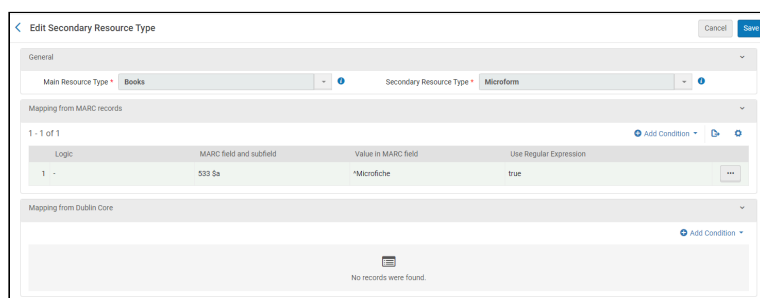 Edit Secondary Resource Type Cancel Save
General
Main Resource Type * Books Secondary Resource Type * Microform
Mapping from MARC records
1 - 1 of 1 Add Condition
Logic MARC field and subfield Value in MARC field Use Regular Expression
1 - 533 $a ^Microfiche true
Mapping from Dublin Core
Add Condition
No records were found.